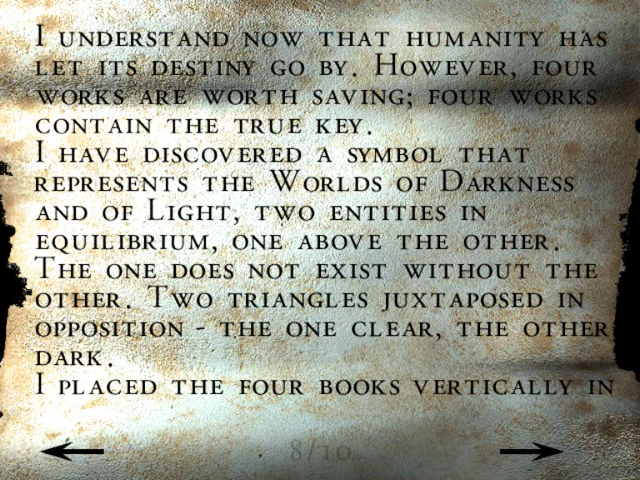 I understand now that humanity has
let its destiny go by. However, four
works are worth saving; four works
contain the true key.
I have discovered a symbol that
represents the Worlds of Darkness
and of Light, two entities in
equilibrium, one above the other.
The one does not exist without the
other. Two triangles juxtaposed in
opposition - the one clear, the other
dark.
I placed the four books vertically in
8/10